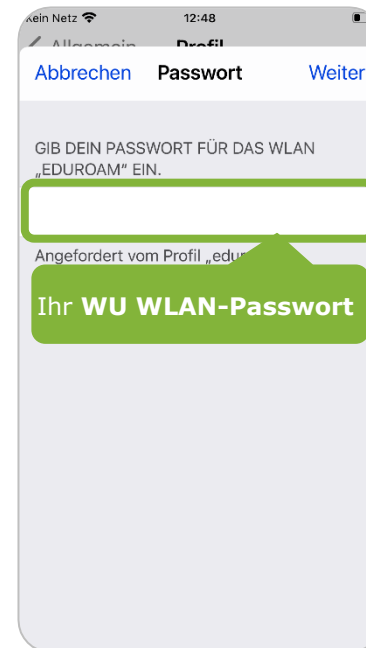 Kein Netz 12:48
Allgemein Profil
Abbrechen Passwort Weiter
GIB DEIN PASSWORT FÜR DAS WLAN
„EDUROAM“ EIN.
Angefordert vom Profil
Ihr WU WLAN-Passwort